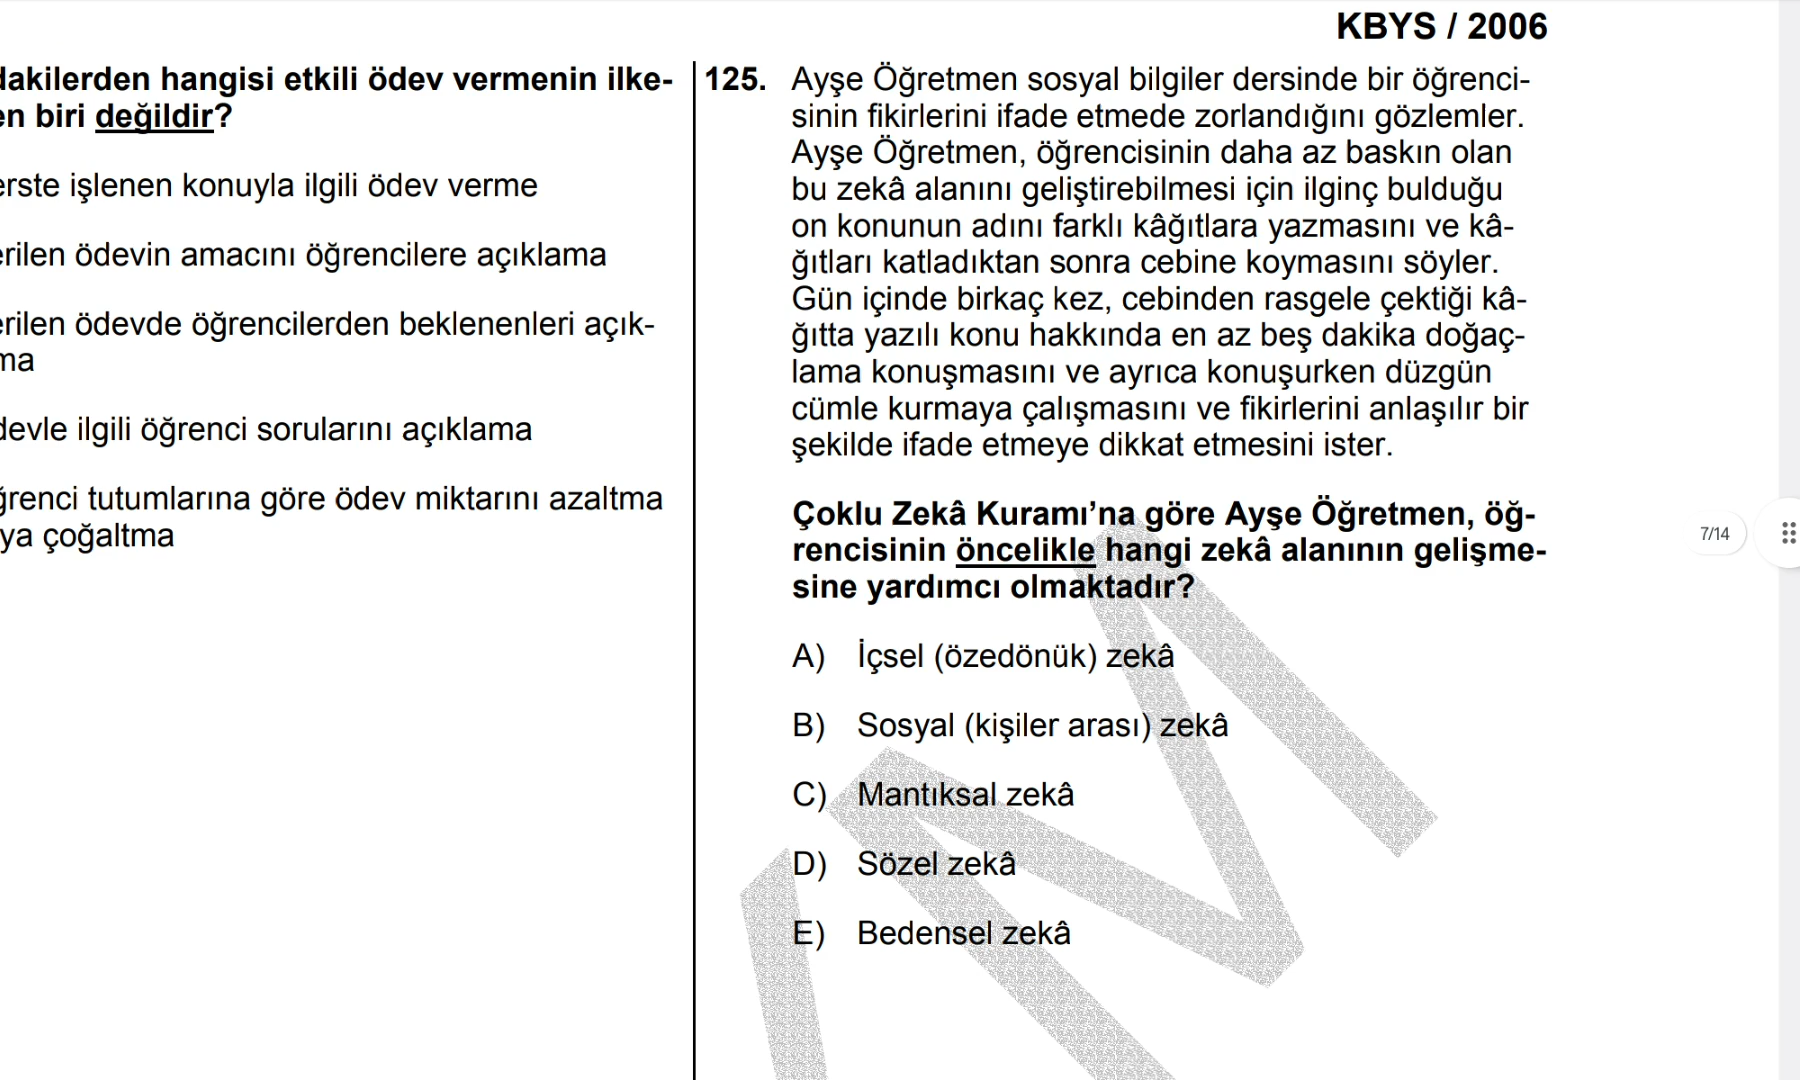 KBYS / 2006
dakilerden hangisi etkili ödev vermenin ilke-
en biri değildir?
erste işlenen konuyla ilgili ödev verme
erilen ödevin amacını öğrencilere açıklama
erilen ödevde öğrencilerden beklenenleri açık-
ma
devle ilgili öğrenci sorularını açıklama
ğrenci tutumlarına göre ödev miktarını azaltma
ya çoğaltma
125. Ayşe Öğretmen sosyal bilgiler dersinde bir öğrenci-
sinin fikirlerini ifade etmede zorlandığını gözlemler.
Ayşe Öğretmen, öğrencisinin daha az baskın olan
bu zekâ alanını geliştirebilmesi için ilginç bulduğu
on konunun adını farklı kâğıtlara yazmasını ve kâ-
ğıtları katladıktan sonra cebine koymasını söyler.
Gün içinde birkaç kez, cebinden rasgele çektiği kâ-
ğıtta yazılı konu hakkında en az beş dakika doğaç-
lama konuşmasını ve ayrıca konuşurken düzgün
cümle kurmaya çalışmasını ve fikirlerini anlaşılır bir
şekilde ifade etmeye dikkat etmesini ister.
Çoklu Zekâ Kuramı’na göre Ayşe Öğretmen, öğ-
rencisinin öncelikle hangi zekâ alanının gelişme-
sine yardımcı olmaktadır?
A) İçsel (özedönük) zekâ
B) Sosyal (kişiler arası) zekâ
C) Mantıksal zekâ
D) Sözel zekâ
E) Bedensel zekâ
7/14